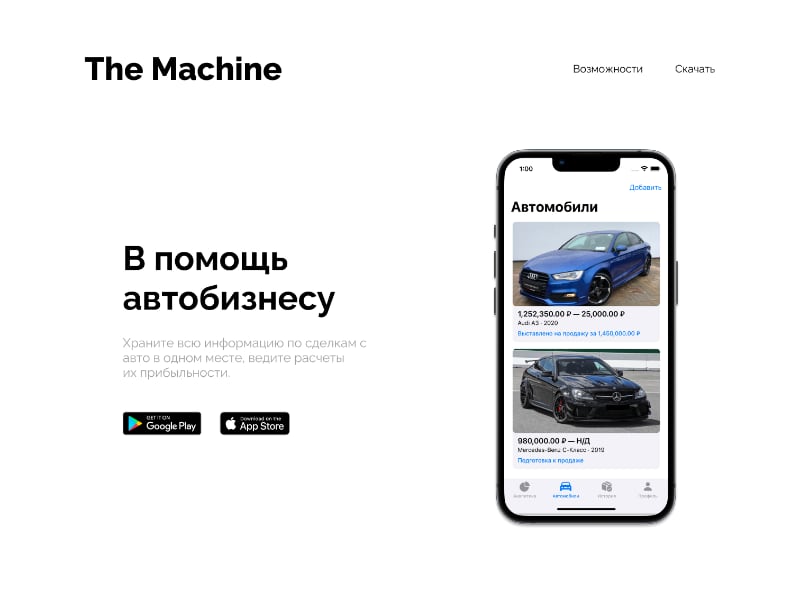 The Machine
Возможности
Скачать
1:00
Добавить
Автомобили
1,252,350.00 ₽ — 25,000.00 ₽
Audi A3 - 2020
Выставлено на продажу за 1,450,000.00 ₽
980,000.00 ₽ — Н/Д
Mercedes-Benz C-Класс - 2019
Подготовка к продаже
Аналитика
Автомобили
История
Профиль
В помощь
автобизнесу
Храните всю информацию по сделкам с
авто в одном месте, ведите расчеты
их прибыльности.
GET IT ON
Google Play
Download on the
App Store